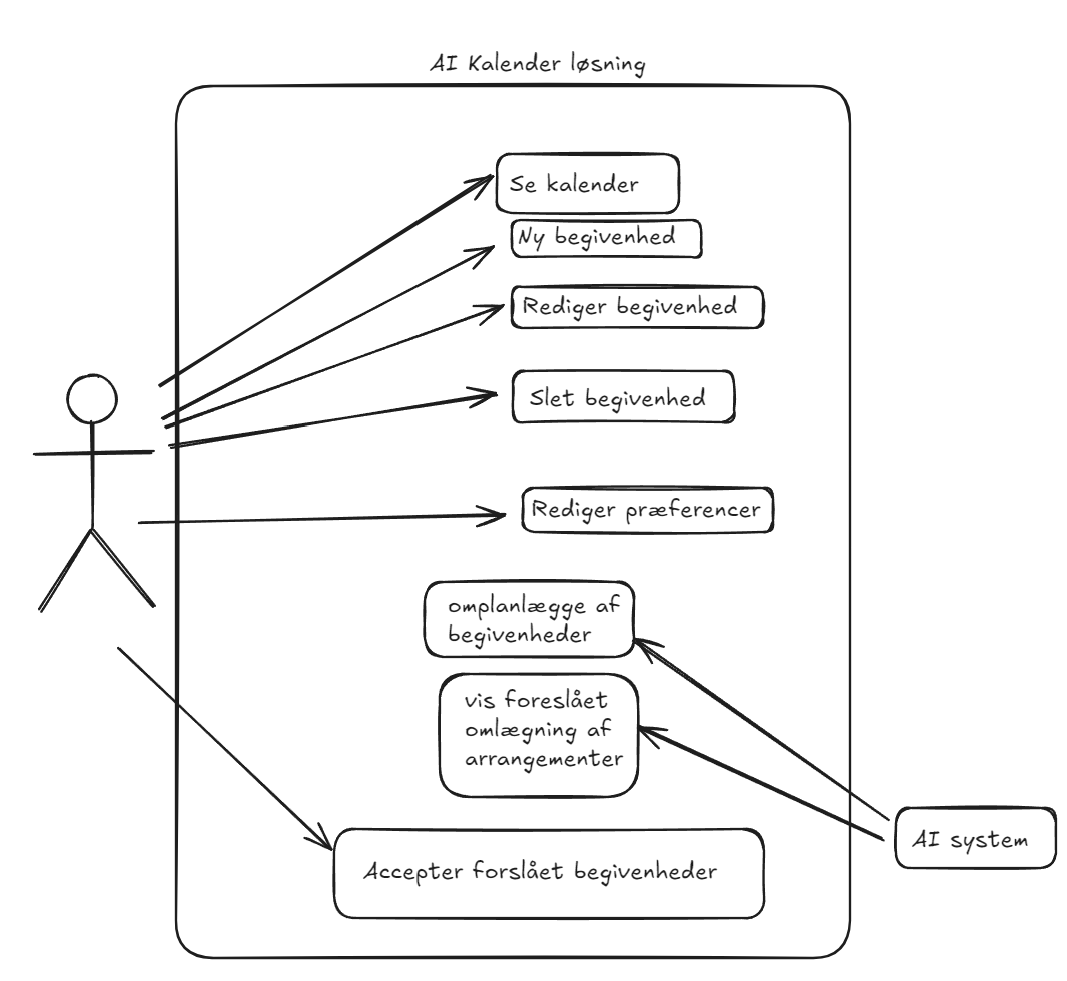 AI Kalender løsning
Se kalender
Ny begivenhed
Rediger begivenhed
Slet begivenhed
Rediger præferencer
omplanlægge af
begivenheder
vis foreslået
omlægning af
arrangementer
AI system
Accepter forslået begivenheder